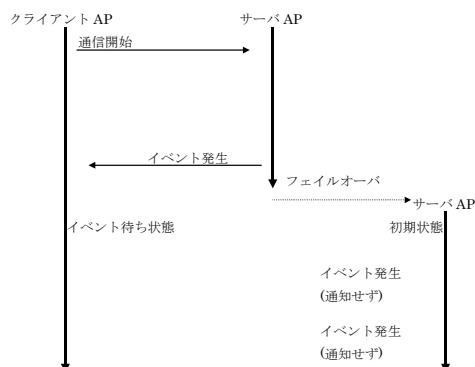 クライアント AP
サーバ AP
通信開始
イベント発生
フェイルオーバ
サーバ AP
イベント待ち状態
初期状態
イベント発生
(通知せず)
イベント発生
(通知せず)